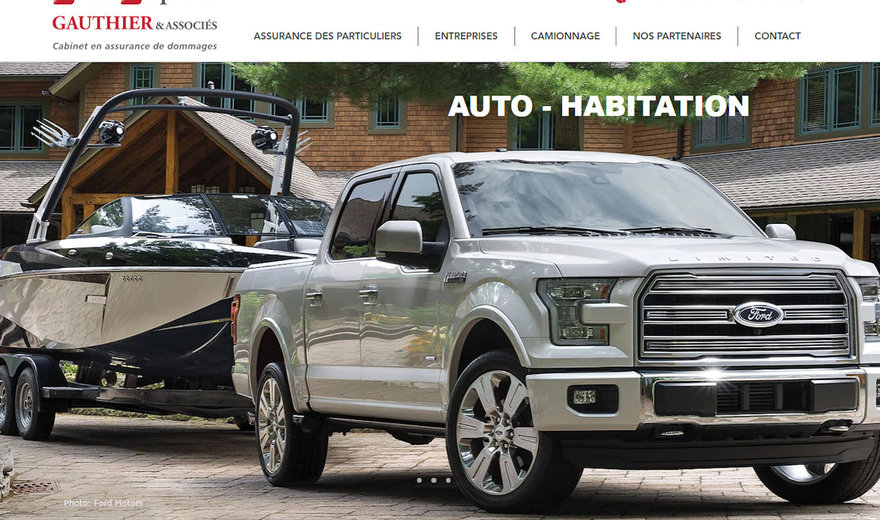 GAUTHIER & ASSOCIÉS
Cabinet en assurance de dommages
ASSURANCE DES PARTICULIERS ENTREPRISES CAMIONNAGE NOS PARTENAIRES CONTACT
AUTO - HABITATION
LIMITED
Ford
Photo: Ford Motors